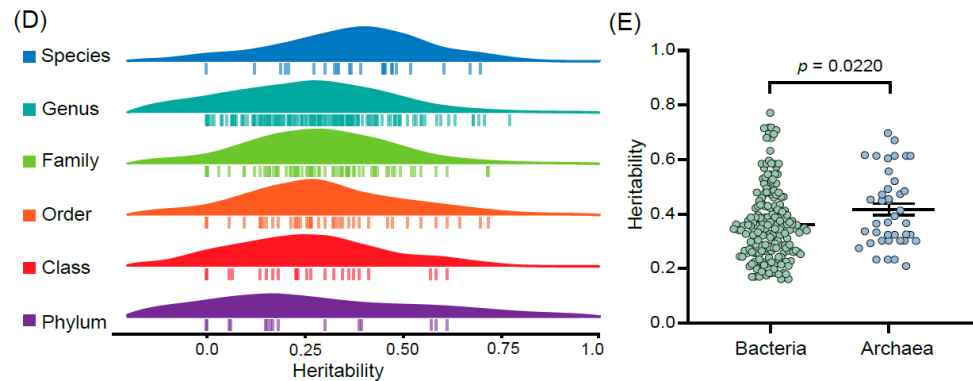 (D)
Species
Genus
Family
Order
Class
Phylum
0.0 0.25 0.50 0.75 1.0
Heritability
(E)
p = 0.0220
Heritability
1.0
0.8
0.6
0.4
0.2
0.0
Bacteria Archaea